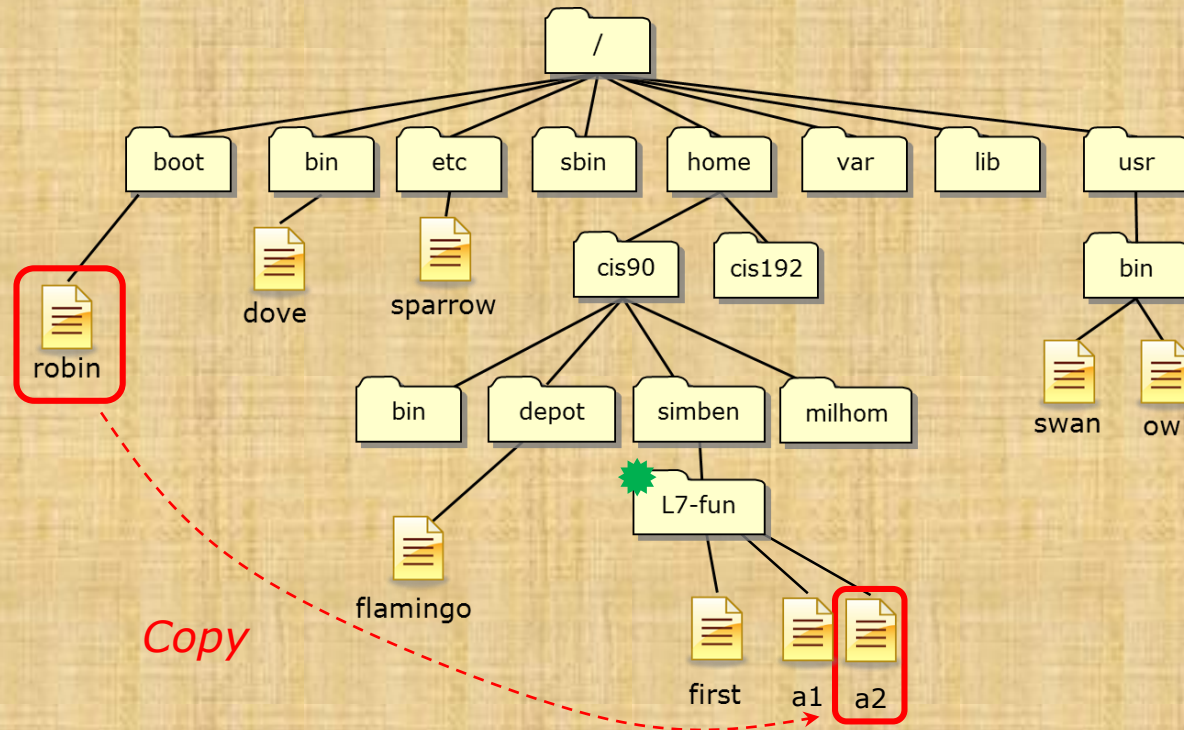 /
boot
bin
etc
sbin
home
var
lib
usr
cis90
cis192
bin
dove
sparrow
robin
bin
depot
simben
milhom
swan
ow
L7-fun
flamingo
Copy
first
a1
a2